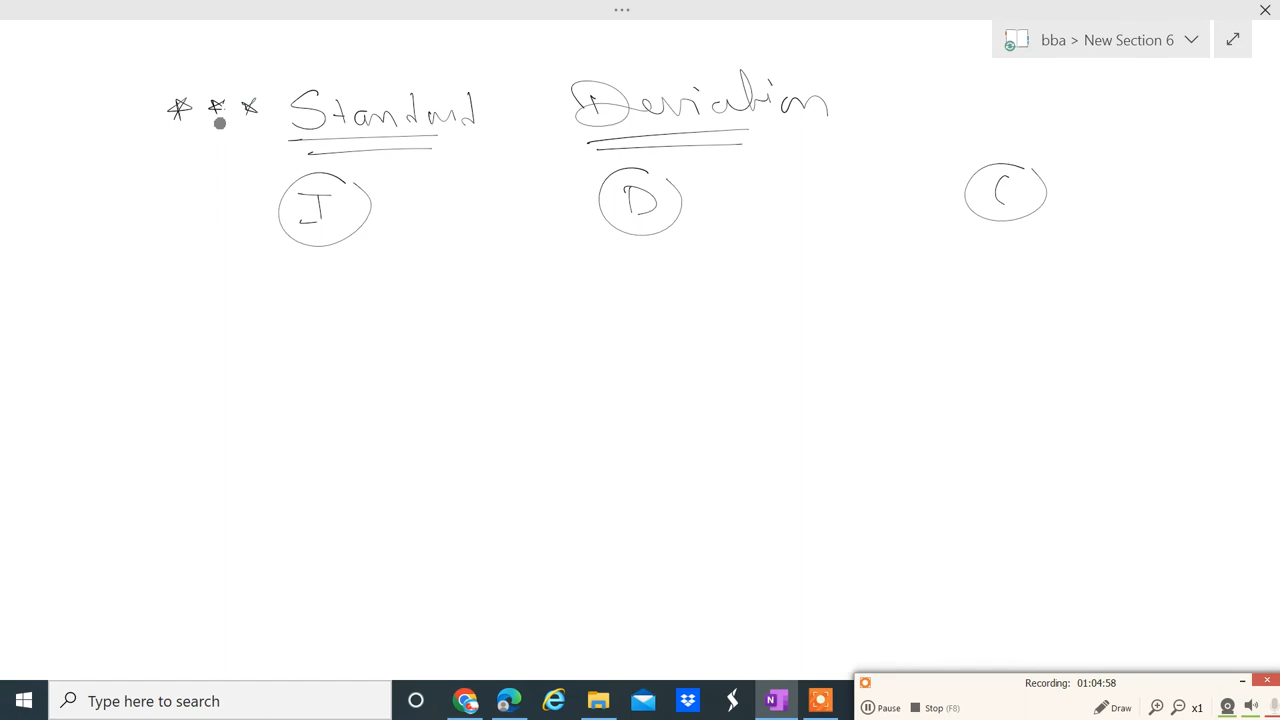 ...
bba > New Section 6
*** Standard Deviation
I D C
Type here to search
Recording: 01:04:58
Pause Stop (F8) Draw x1